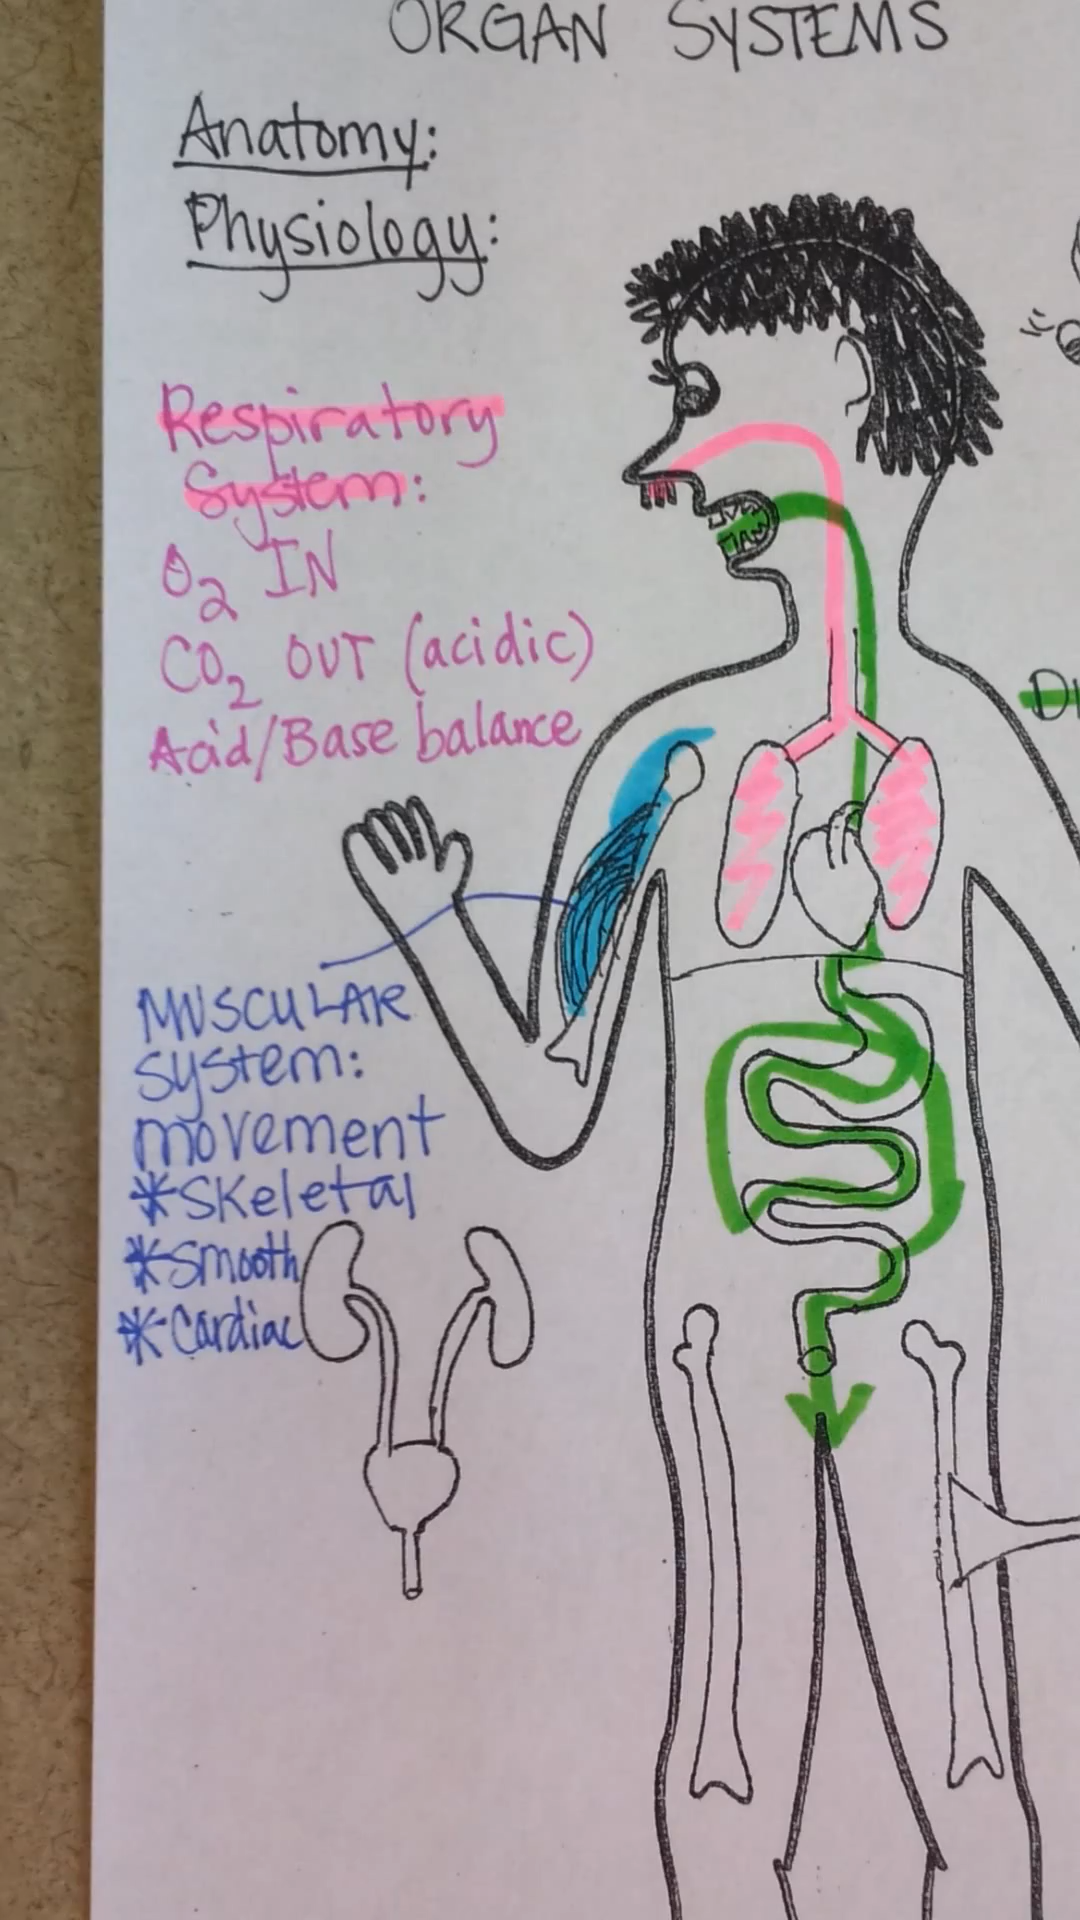 ORGAN SYSTEMS
Anatomy:
Physiology:
Respiratory
System:
O₂ IN
CO₂ OUT (acidic)
Acid/Base balance
DI
MUSCULAR
system:
movement
*Skeletal
*Smooth
*Cardiac